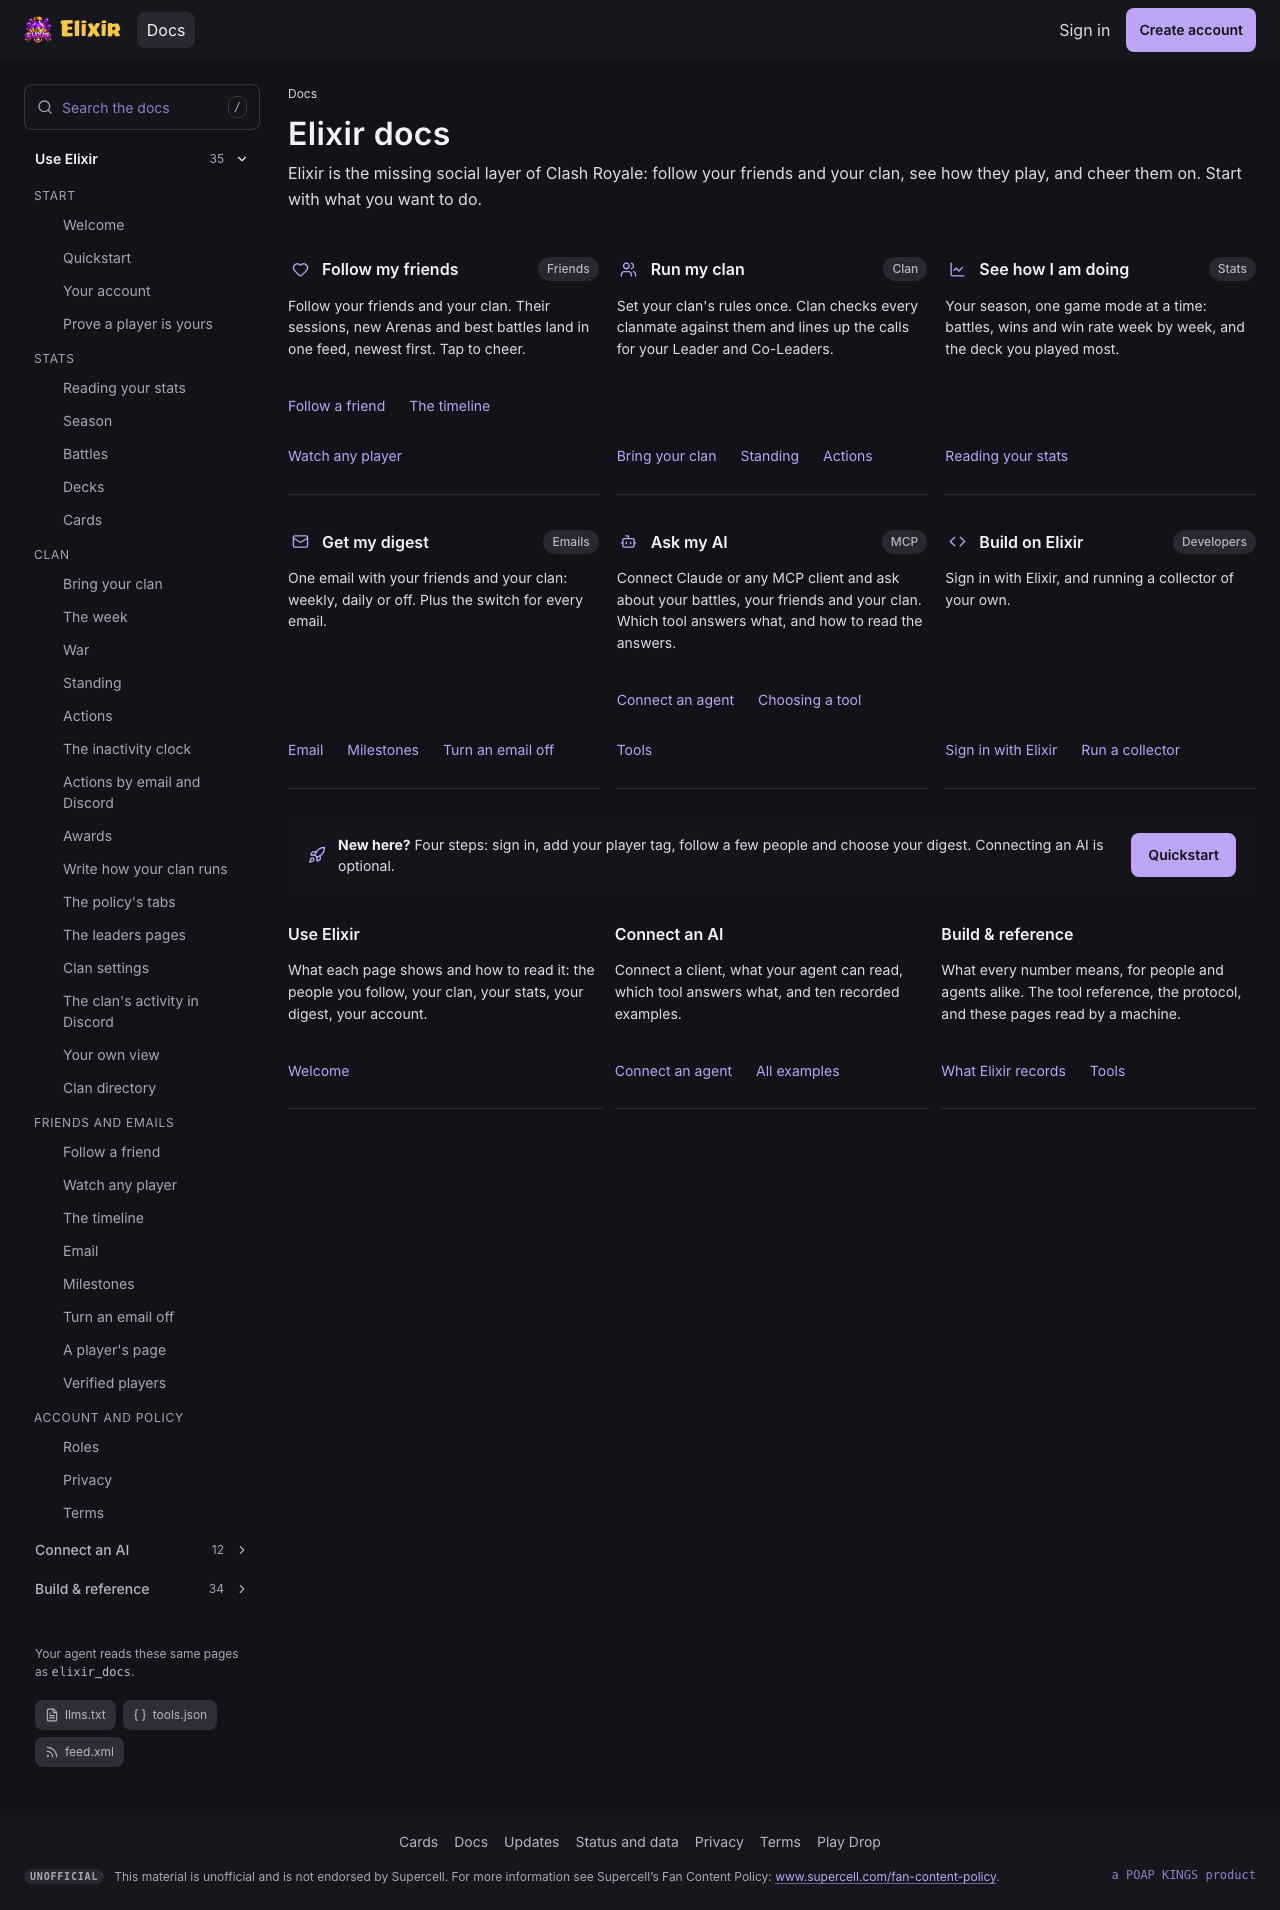 Elixir
Docs
Sign in
Create account
Search the docs
/
Use Elixir
35
START
Welcome
Quickstart
Your account
Prove a player is yours
STATS
Reading your stats
Season
Battles
Decks
Cards
CLAN
Bring your clan
The week
War
Standing
Actions
The inactivity clock
Actions by email and
Discord
Awards
Write how your clan runs
The policy's tabs
The leaders pages
Clan settings
The clan's activity in
Discord
Your own view
Clan directory
FRIENDS AND EMAILS
Follow a friend
Watch any player
The timeline
Email
Milestones
Turn an email off
A player's page
Verified players
ACCOUNT AND POLICY
Roles
Privacy
Terms
Connect an AI
12
Build & reference
34
Your agent reads these same pages
as elixir_docs.
llms.txt
{ } tools.json
feed.xml
Docs
Elixir docs
Elixir is the missing social layer of Clash Royale: follow your friends and your clan, see how they play, and cheer them on. Start
with what you want to do.
Follow my friends
Friends
Follow your friends and your clan. Their
sessions, new Arenas and best battles land in
one feed, newest first. Tap to cheer.
Follow a friend
The timeline
Watch any player
Run my clan
Clan
Set your clan's rules once. Clan checks every
clanmate against them and lines up the calls
for your Leader and Co-Leaders.
Bring your clan
Standing
Actions
See how I am doing
Stats
Your season, one game mode at a time:
battles, wins and win rate week by week, and
the deck you played most.
Reading your stats
Get my digest
Emails
One email with your friends and your clan:
weekly, daily or off. Plus the switch for every
email.
Email
Milestones
Turn an email off
Ask my AI
MCP
Connect Claude or any MCP client and ask
about your battles, your friends and your clan.
Which tool answers what, and how to read the
answers.
Connect an agent
Choosing a tool
Tools
Build on Elixir
Developers
Sign in with Elixir, and running a collector of
your own.
Sign in with Elixir
Run a collector
New here? Four steps: sign in, add your player tag, follow a few people and choose your digest. Connecting an AI is
optional.
Quickstart
Use Elixir
What each page shows and how to read it: the
people you follow, your clan, your stats, your
digest, your account.
Welcome
Connect an AI
Connect a client, what your agent can read,
which tool answers what, and ten recorded
examples.
Connect an agent
All examples
Build & reference
What every number means, for people and
agents alike. The tool reference, the protocol,
and these pages read by a machine.
What Elixir records
Tools
Cards
Docs
Updates
Status and data
Privacy
Terms
Play Drop
UNOFFICIAL
This material is unofficial and is not endorsed by Supercell. For more information see Supercell’s Fan Content Policy: www.supercell.com/fan-content-policy.
a POAP KINGS product